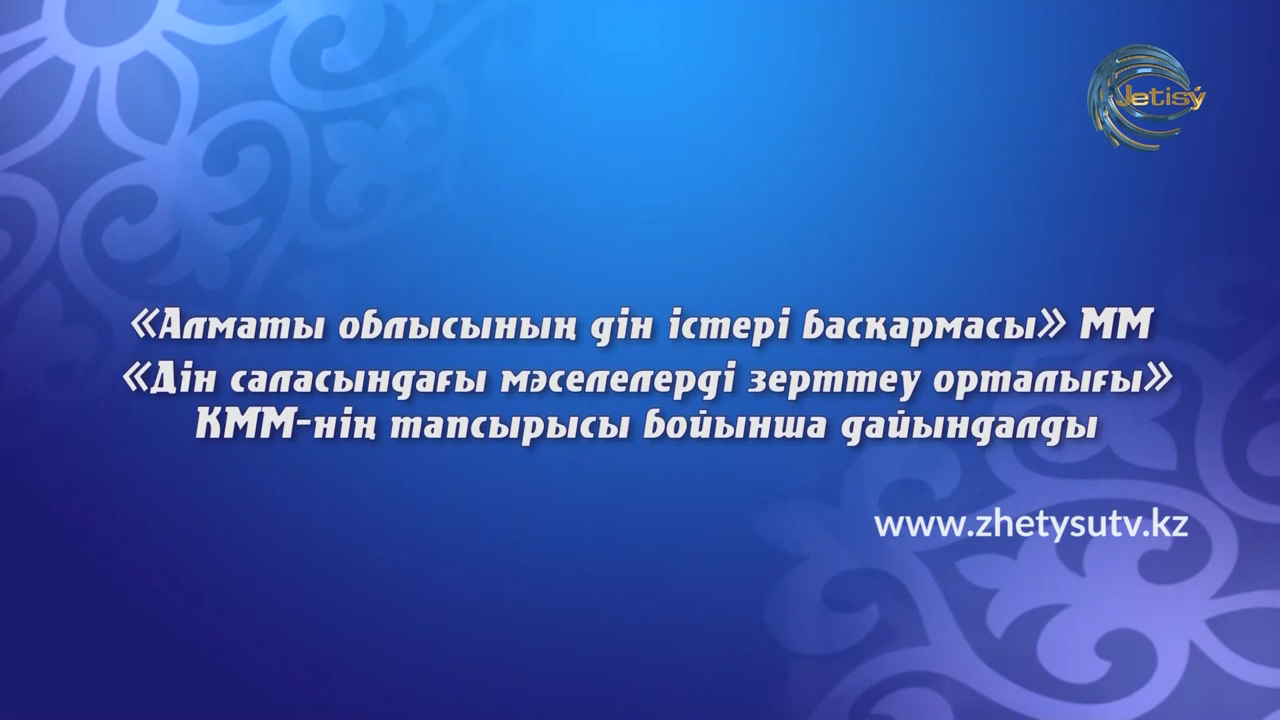 Jetisý
«Алматы облысының дін істері басқармасы» ММ
«Дін саласындағы мәселелерді зерттеу орталығы»
КММ-нің тапсырысы бойынша дайындалды
www.zhetysutv.kz